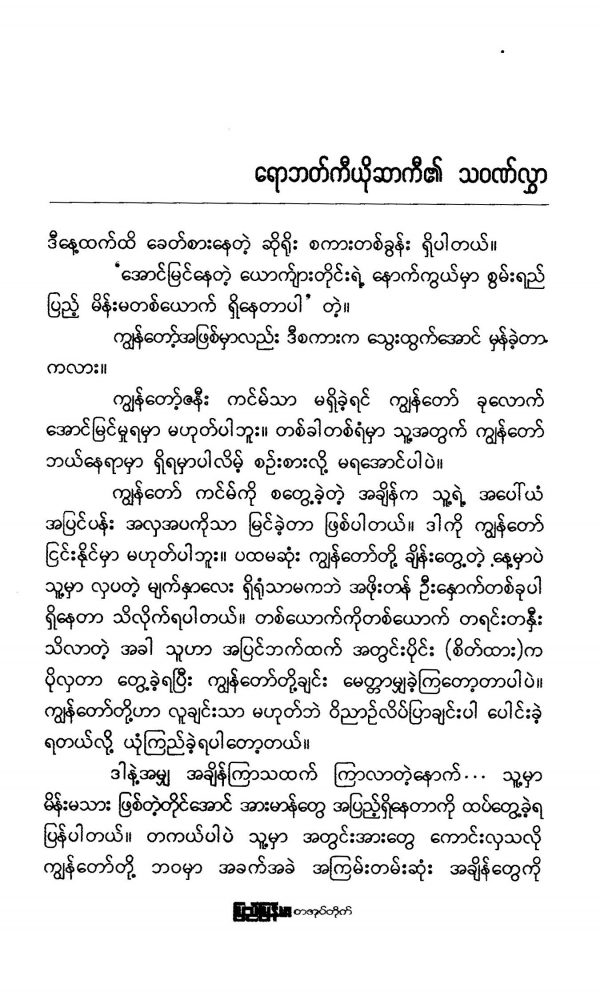 ရောဘတ်ကီယိုဆာကီ၏ သဝဏ်လွှာ
ဒီနေ့ထက်ထိ ခေတ်စားနေတဲ့ ဆိုရိုး စကားတစ်ခွန်း ရှိပါတယ်။
‘အောင်မြင်နေတဲ့ ယောက်ျားတိုင်းရဲ့ နောက်ကွယ်မှာ စွမ်းရည်
ပြည့် မိန်းမတစ်ယောက် ရှိနေတာပါ’ တဲ့။
ကျွန်တော့်အဖြစ်မှာလည်း ဒီစကားက သွေးထွက်အောင် မှန်ခဲ့တာ
ကလား။
ကျွန်တော့်ဇနီး ကင်မ်သာ မရှိခဲ့ရင် ကျွန်တော် ခုလောက်
အောင်မြင်မှုရမှာ မဟုတ်ပါဘူး။ တစ်ခါတစ်ရံမှာ သူ့အတွက် ကျွန်တော်
ဘယ်နေရာမှာ ရှိရမှာပါလိမ့် စဉ်းစားလို့ မရအောင်ပါပဲ။
ကျွန်တော် ကင်မ်ကို စတွေ့ခဲ့တဲ့ အချိန်က သူ့ရဲ့ အပေါ်ယံ
အပြင်ပန်း အလှအပကိုသာ မြင်ခဲ့တာ ဖြစ်ပါတယ်။ ဒါကို ကျွန်တော်
ငြင်းနိုင်မှာ မဟုတ်ပါဘူး။ ပထမဆုံး ကျွန်တော်တို့ ချိန်းတွေ့တဲ့ နေ့မှာပဲ
သူ့မှာ လှပတဲ့ မျက်နှာလေး ရှိရုံသာမကဘဲ အဖိုးတန် ဦးနှောက်တစ်ခုပါ
ရှိနေတာ သိလိုက်ရပါတယ်။ တစ်ယောက်ကိုတစ်ယောက် တရင်းတနှီး
သိလာတဲ့ အခါ သူဟာ အပြင်ဘက်ထက် အတွင်းပိုင်း (စိတ်ထား)က
ပိုလှတာ တွေ့ခဲ့ရပြီး ကျွန်တော်တို့ချင်း မေတ္တာမျှခဲ့ကြတော့တာပါပဲ။
ကျွန်တော်တို့ဟာ လူချင်းသာ မဟုတ်ဘဲ ဝိညာဉ်လိပ်ပြာချင်းပါ ပေါင်းခဲ့
ရတယ်လို့ ယုံကြည်ခဲ့ရပါတော့တယ်။
ဒါနဲ့အမျှ အချိန်ကြာသထက် ကြာလာတဲ့နောက်... သူ့မှာ
မိန်းမသား ဖြစ်တဲ့တိုင်အောင် အားမာန်တွေ အပြည့်ရှိနေတာကို ထပ်တွေ့ခဲ့ရ
ပြန်ပါတယ်။ တကယ်ပါပဲ သူ့မှာ အတွင်းအားတွေ ကောင်းလှသလို
ကျွန်တော်တို့ ဘဝမှာ အခက်အခဲ အကြမ်းတမ်းဆုံး အချိန်တွေကို
ပြည်မြန်မာ စာအုပ်တိုက်